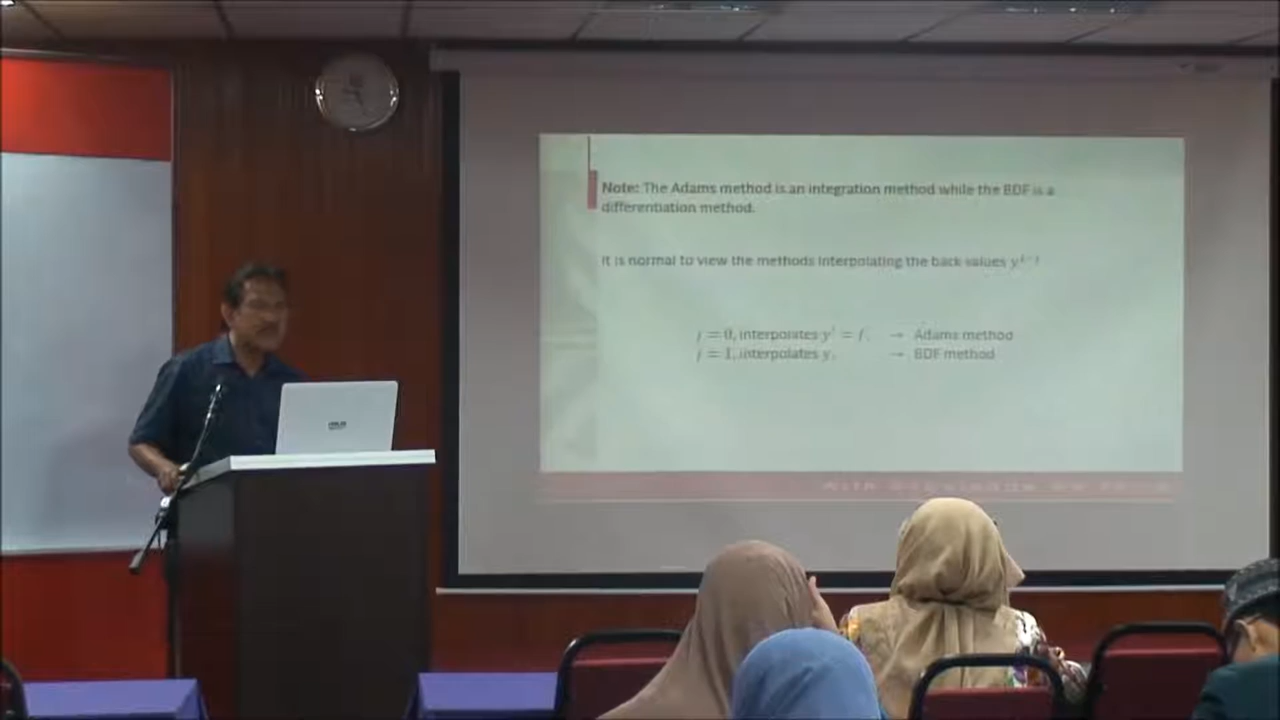 Note: The Adams method is an integration method while the BDF is a
differentiation method.
It is normal to view the methods interpolating the back values
j = 0, interpolates y' = f. → Adams method
j = 1, interpolates y. → BDF method